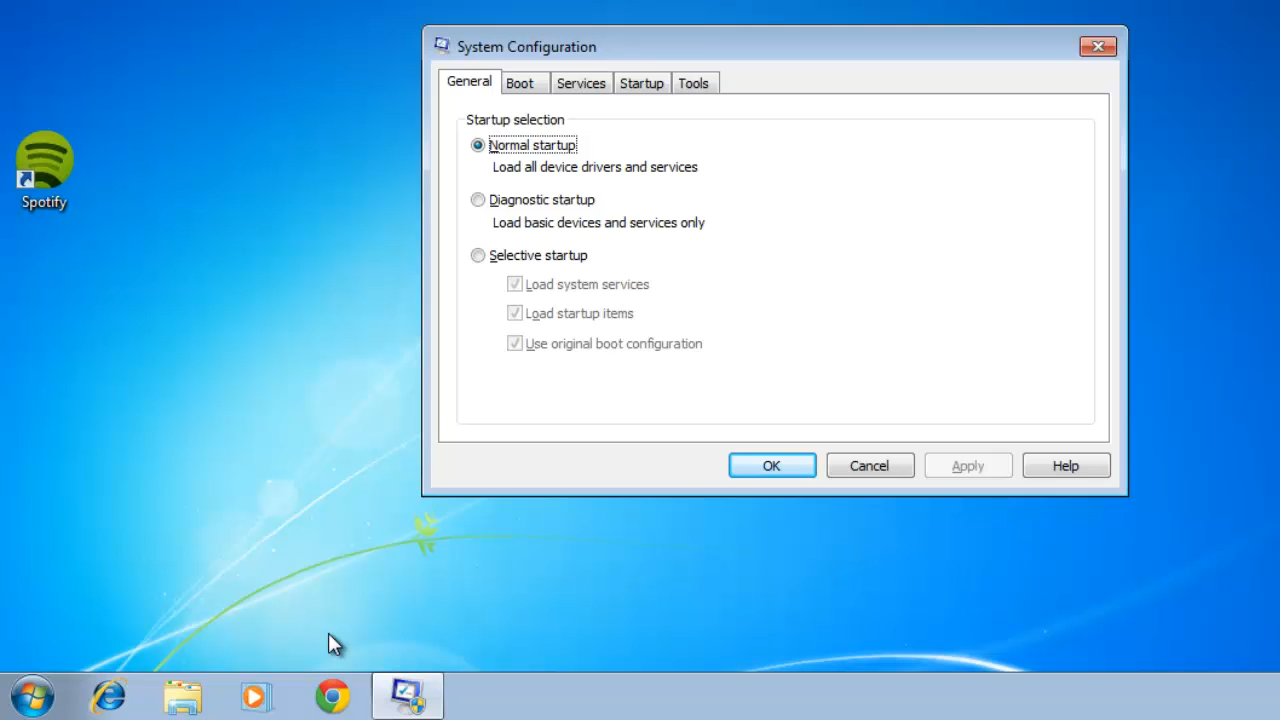 System Configuration
General Boot Services Startup Tools
Startup selection
Normal startup
Load all device drivers and services
Diagnostic startup
Load basic devices and services only
Selective startup
Load system services
Load startup items
Use original boot configuration
OK Cancel Apply Help
Spotify